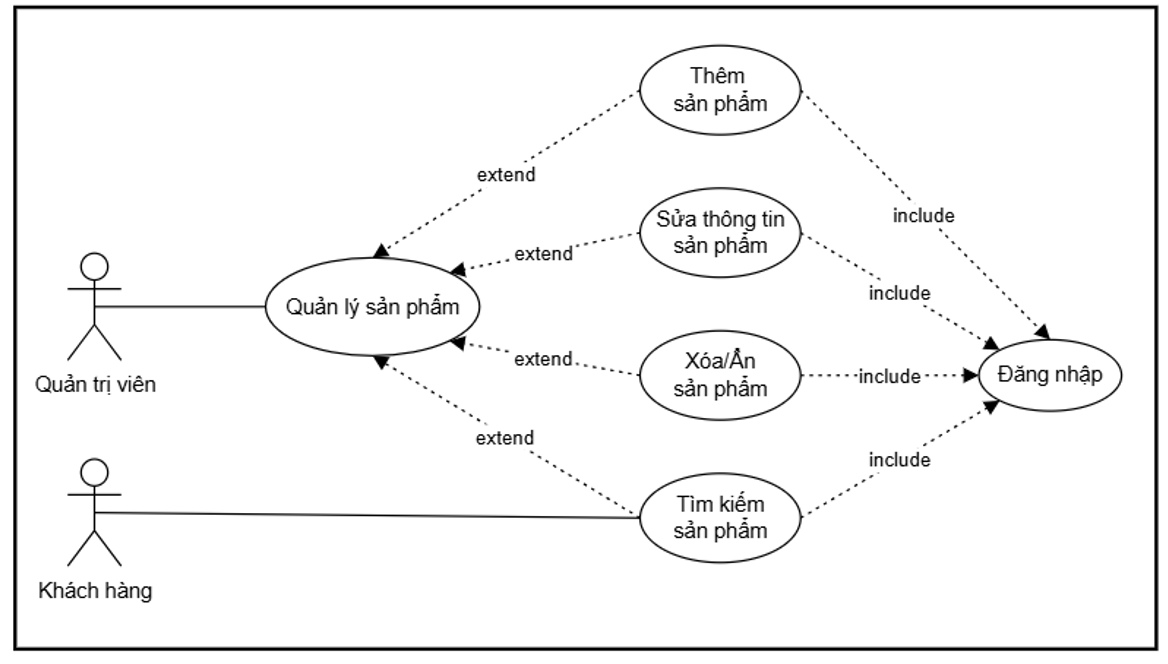 Thêm
sản phẩm
extend
include
Sửa thông tin
sản phẩm
extend
include
Quản lý sản phẩm
Quản trị viên
Xóa/Ẩn
sản phẩm
extend
include
Đăng nhập
extend
include
Tìm kiếm
sản phẩm
Khách hàng